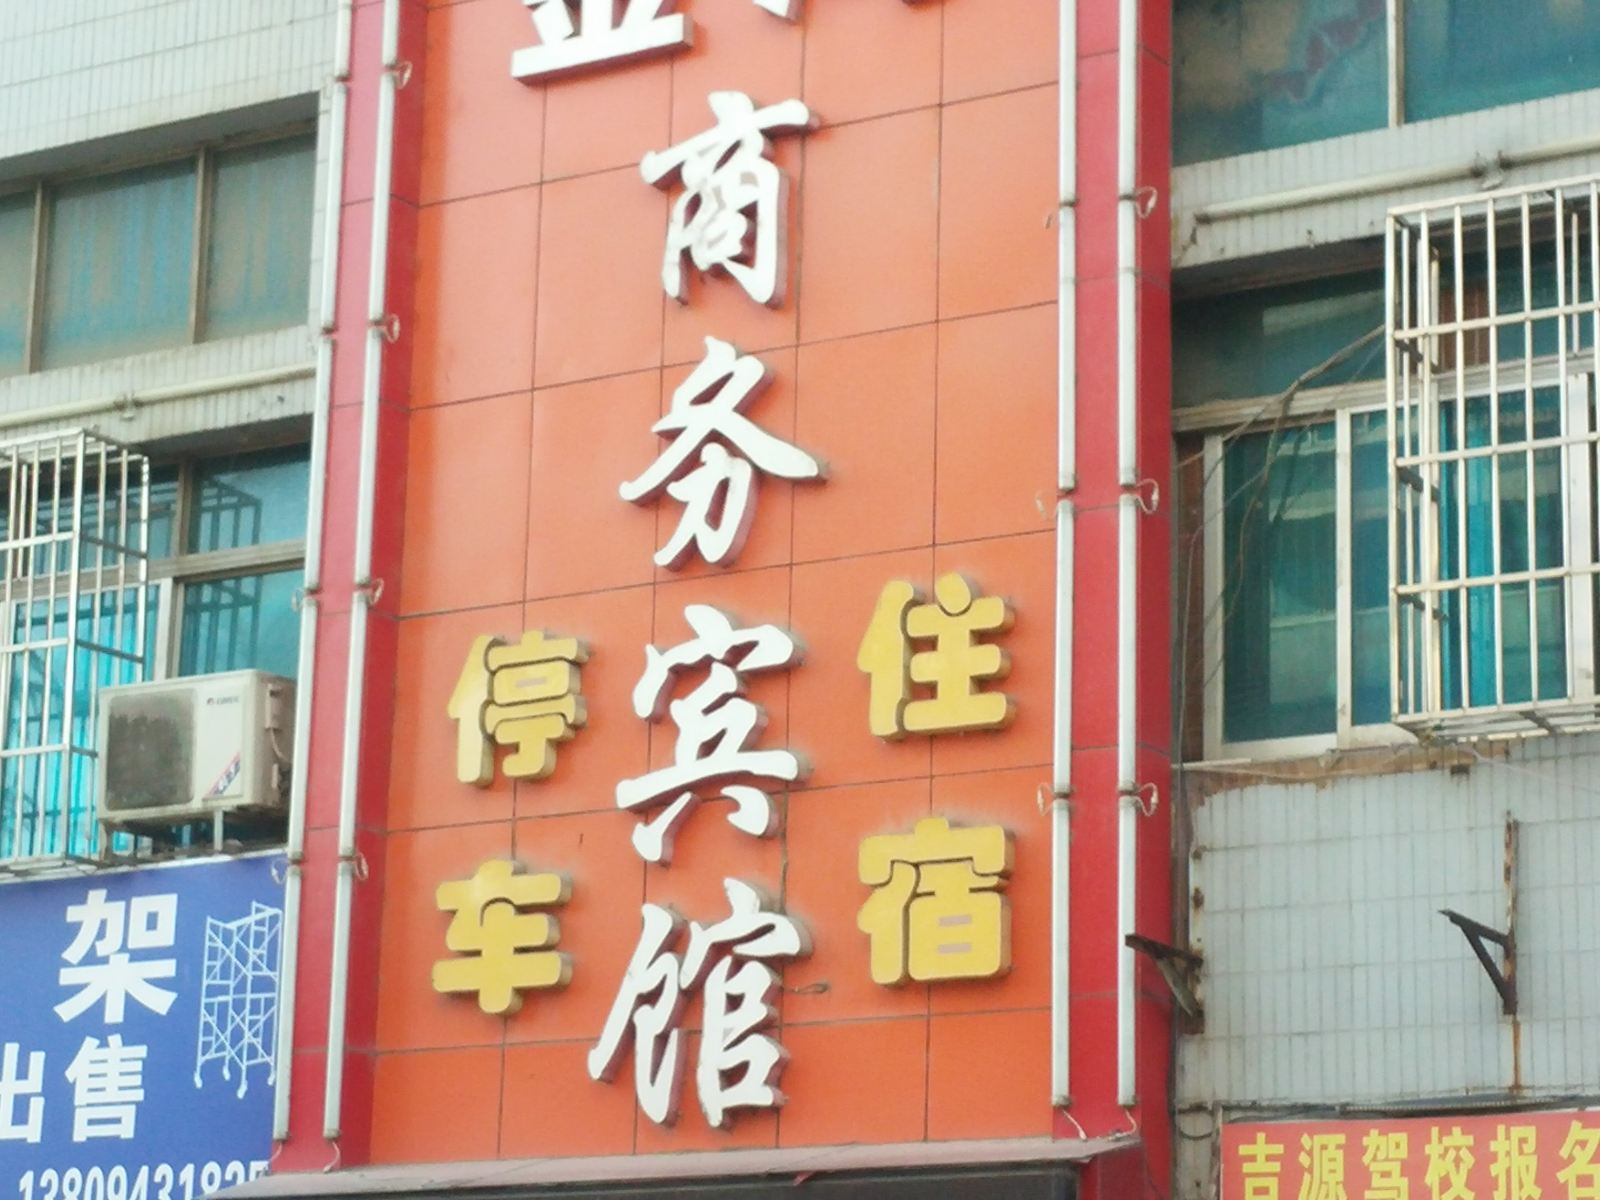 商务宾馆
停车
住宿
架
出售
吉源驾校报名